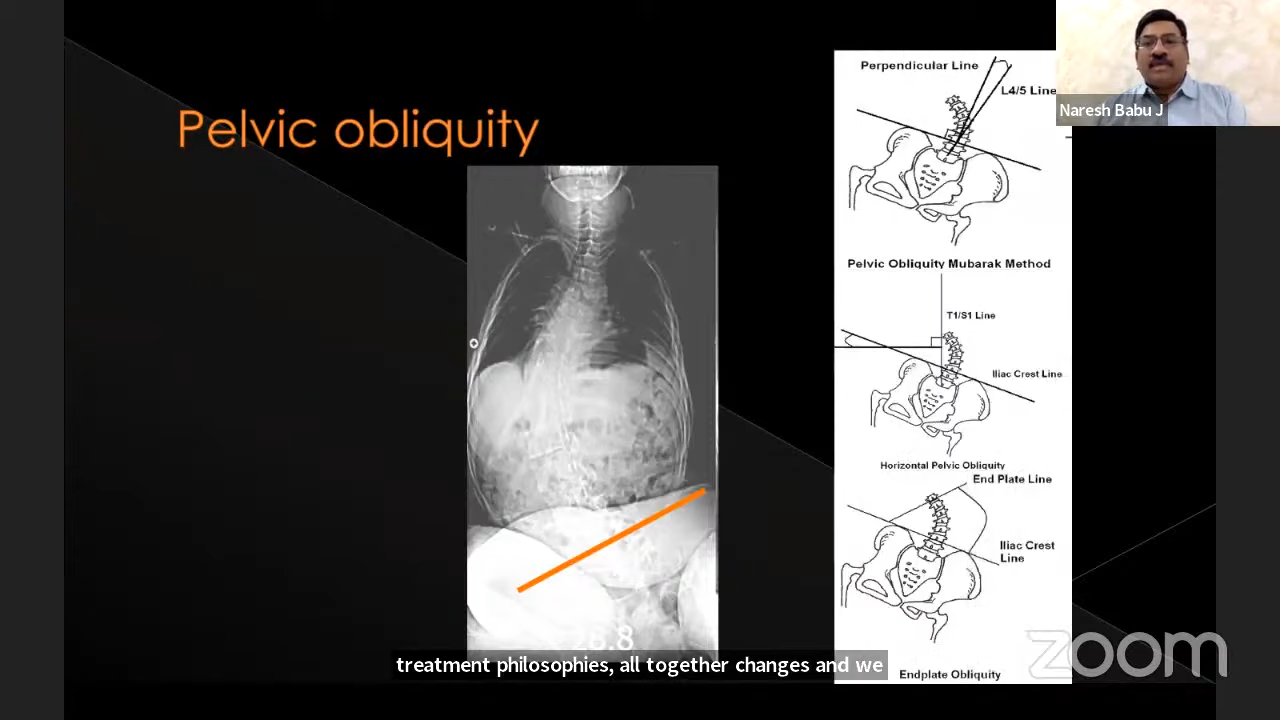 Pelvic obliquity
Perpendicular Line
L4/5 Line
Naresh Babu J
Pelvic Obliquity Mubarak Method
T1/S1 Line
Iliac Crest Line
Horizontal Pelvic Obliquity
End Plate Line
Iliac Crest
Line
Endplate Obliquity
zoom
treatment philosophies, all together changes and we